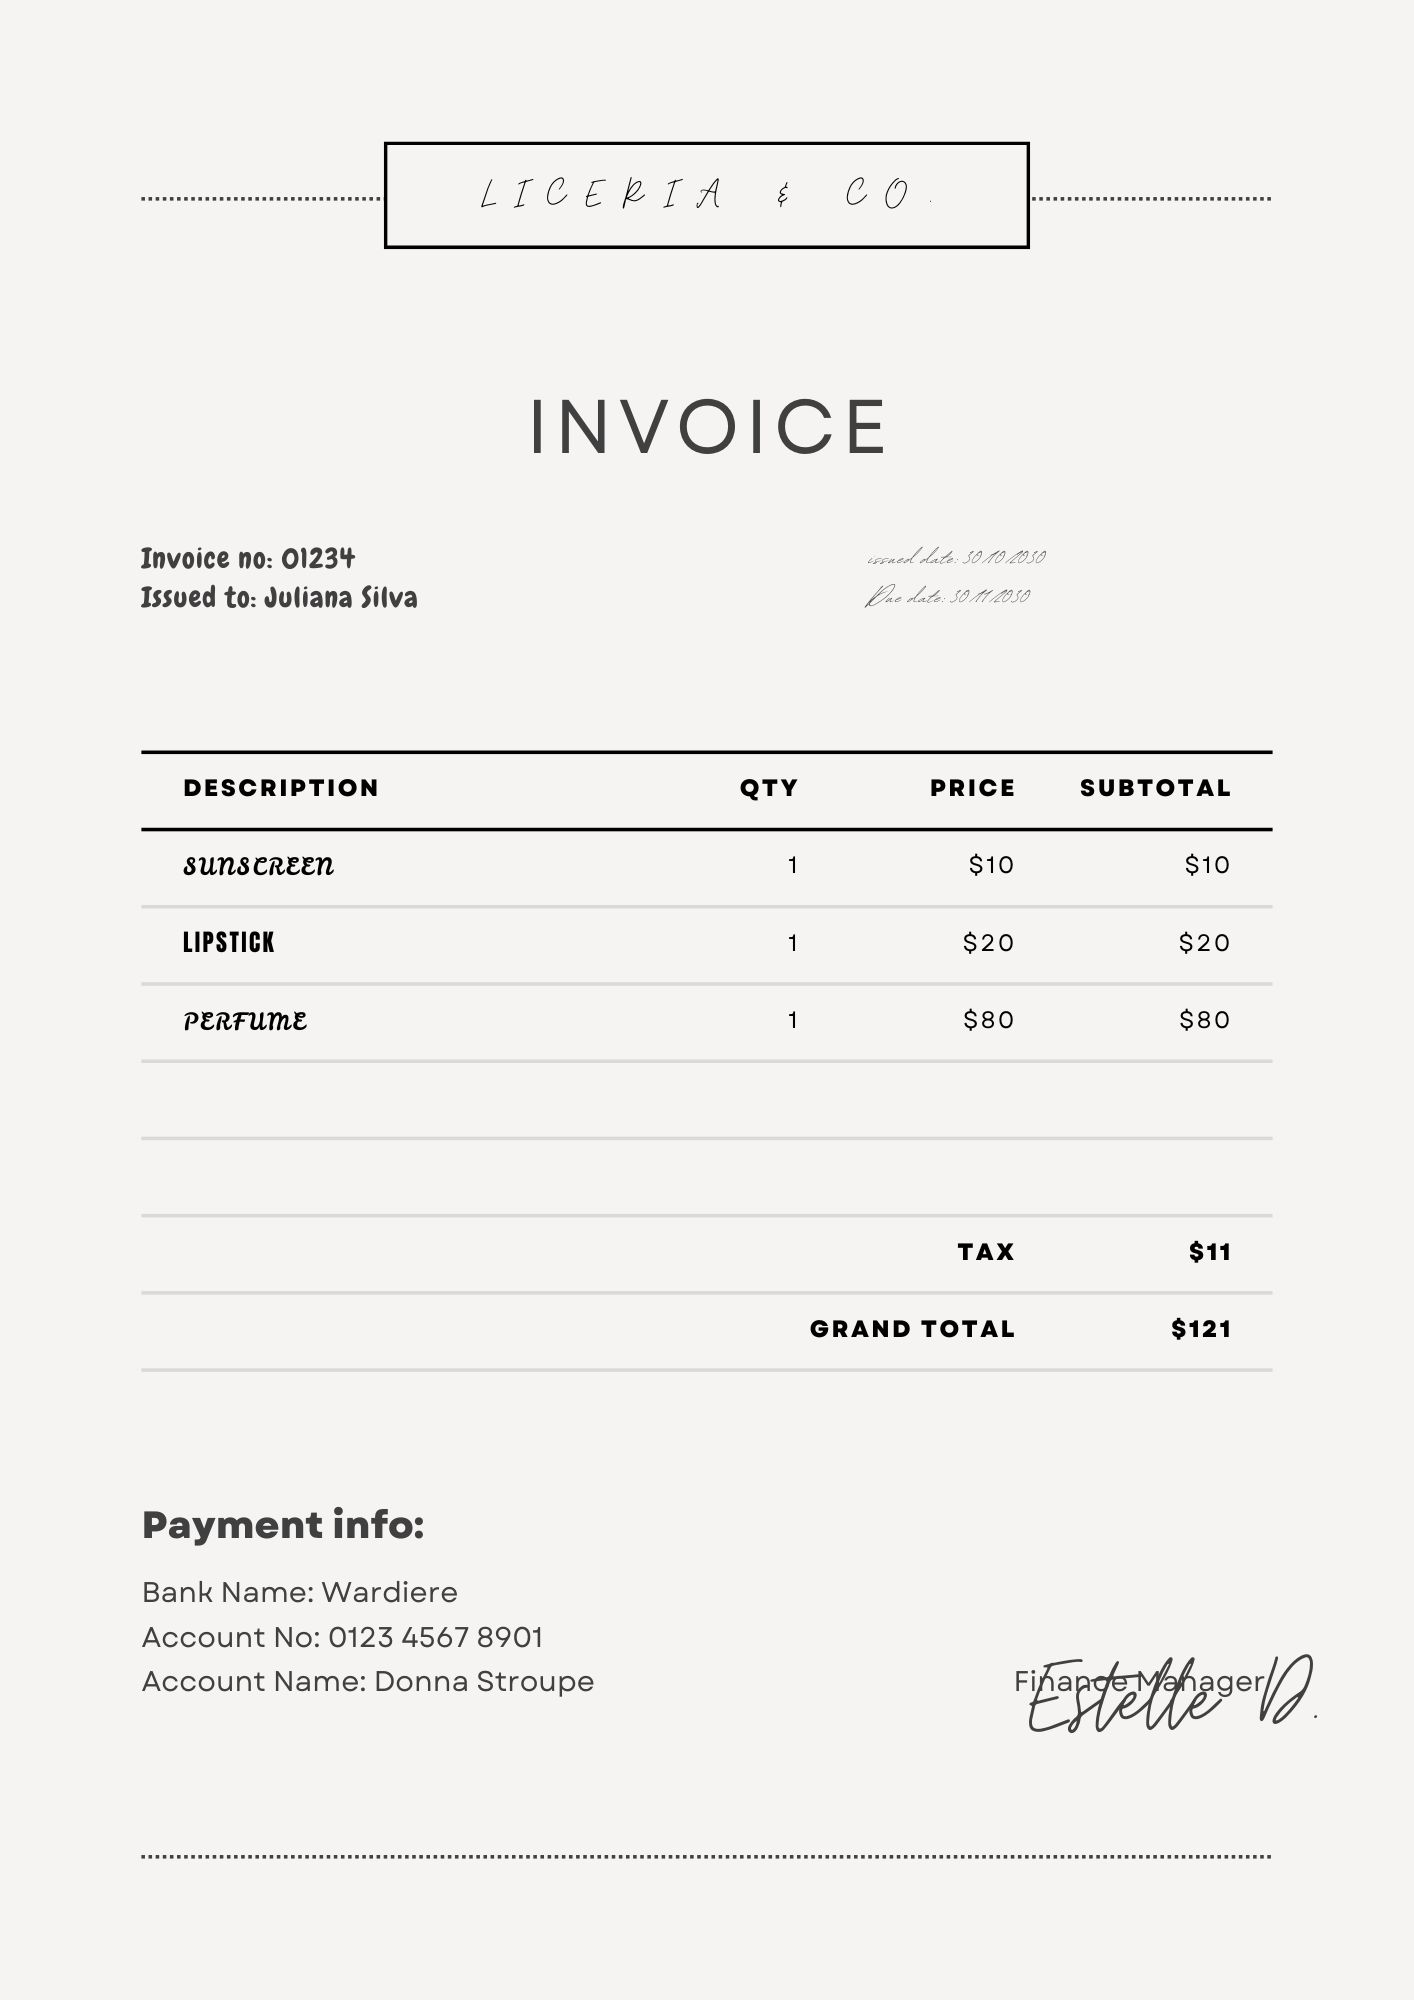 LICERIA & CO.
INVOICE
Invoice no: 01234
Issued to: Juliana Silva
issued date: 30/10/2030
Due date: 30/11/2030
DESCRIPTION QTY PRICE SUBTOTAL
SUNSCREEN 1 $10 $10
LIPSTICK 1 $20 $20
PERFUME 1 $80 $80
TAX $11
GRAND TOTAL $121
Payment info:
Bank Name: Wardiere
Account No: 0123 4567 8901
Account Name: Donna Stroupe
Finance Manager
Estelle D.